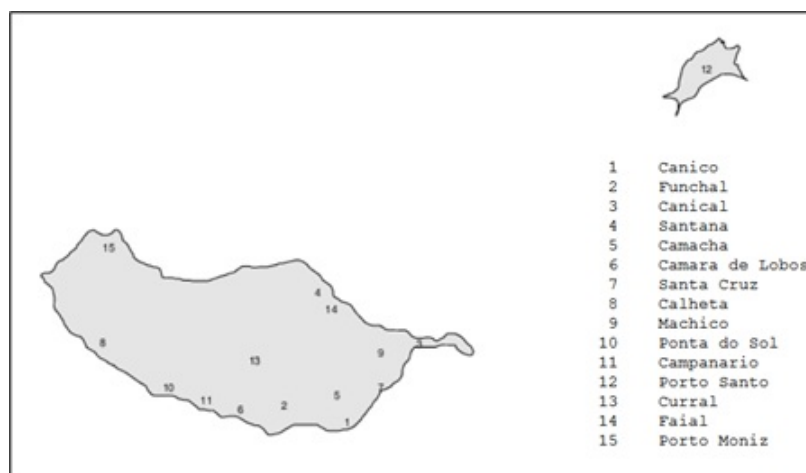 12
1 Canico
2 Funchal
3 Canical
4 Santana
5 Camacha
6 Camara de Lobos
7 Santa Cruz
8 Calheta
9 Machico
10 Ponta do Sol
11 Campanario
12 Porto Santo
13 Curral
14 Faial
15 Porto Moniz
15
4
14
8
3
9
13
10
7
11
6
2
5
1